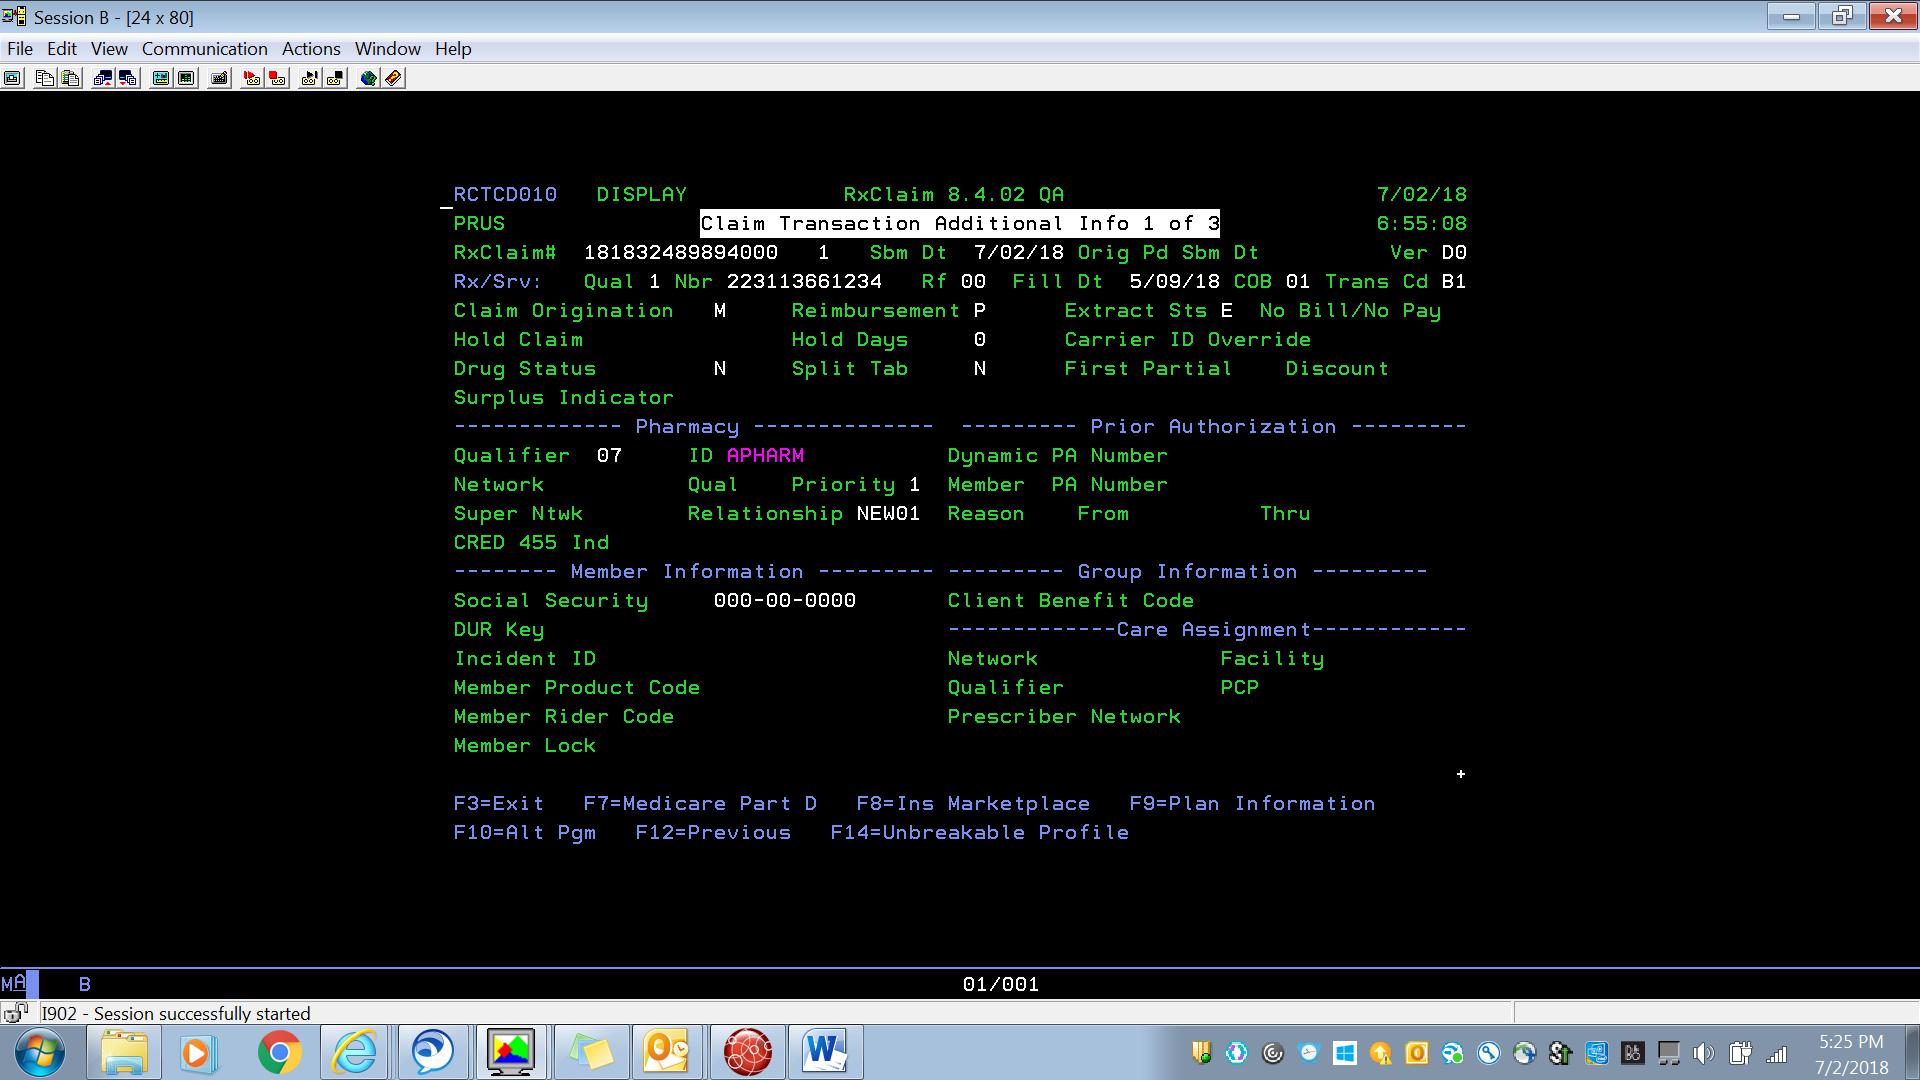 Session B - [24 x 80]
File Edit View Communication Actions Window Help
RCTCD010 DISPLAY RxClaim 8.4.02 QA 7/02/18
PRUS Claim Transaction Additional Info 1 of 3 6:55:08
RxClaim# 181832489894000 1 Sbm Dt 7/02/18 Orig Pd Sbm Dt Ver D0
Rx/Srv: Qual 1 Nbr 223113661234 Rf 00 Fill Dt 5/09/18 COB 01 Trans Cd B1
Claim Origination M Reimbursement P Extract Sts E No Bill/No Pay
Hold Claim Hold Days 0 Carrier ID Override
Drug Status N Split Tab N First Partial Discount
Surplus Indicator
------------- Pharmacy -------------- --------- Prior Authorization ---------
Qualifier 07 ID APHARM Dynamic PA Number
Network Qual Priority 1 Member PA Number
Super Ntwk Relationship NEW01 Reason From Thru
CRED 455 Ind
-------- Member Information --------- --------- Group Information ---------
Social Security 000-00-0000 Client Benefit Code
DUR Key -------------Care Assignment------------
Incident ID Network Facility
Member Product Code Qualifier PCP
Member Rider Code Prescriber Network
Member Lock
+
F3=Exit F7=Medicare Part D F8=Ins Marketplace F9=Plan Information
F10=Alt Pgm F12=Previous F14=Unbreakable Profile
MA B 01/001
I902 - Session successfully started
5:25 PM
7/2/2018